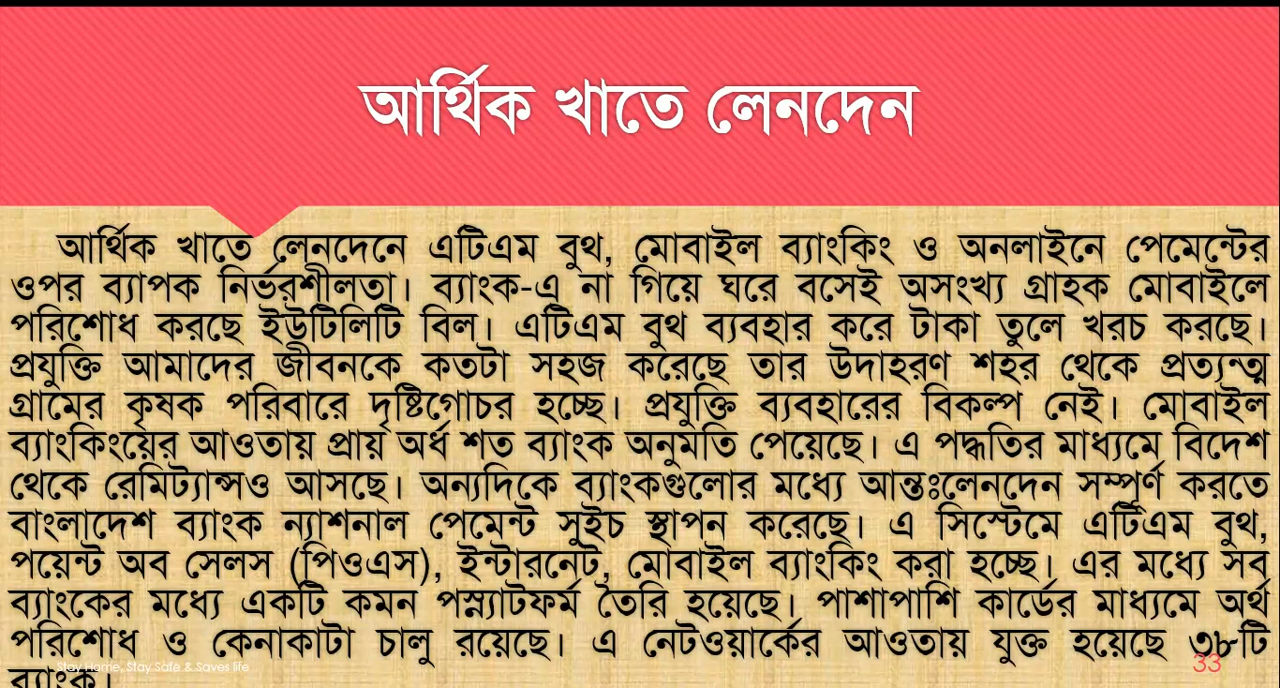 আর্থিক খাতে লেনদেন
আর্থিক খাতে লেনদেনে এটিএম বুথ, মোবাইল ব্যাংকিং ও অনলাইনে পেমেন্টের
ওপর ব্যাপক নির্ভরশীলতা। ব্যাংক-এ না গিয়ে ঘরে বসেই অসংখ্য গ্রাহক মোবাইলে
পরিশোধ করছে ইউটিলিটি বিল। এটিএম বুথ ব্যবহার করে টাকা তুলে খরচ করছে।
প্রযুক্তি আমাদের জীবনকে কতটা সহজ করেছে তার উদাহরণ শহর থেকে প্রত্যন্ত্ম
গ্রামের কৃষক পরিবারে দৃষ্টিগোচর হচ্ছে। প্রযুক্তি ব্যবহারের বিকল্প নেই। মোবাইল
ব্যাংকিংয়ের আওতায় প্রায় অর্ধ শত ব্যাংক অনুমতি পেয়েছে। এ পদ্ধতির মাধ্যমে বিদেশ
থেকে রেমিট্যান্সও আসছে। অন্যদিকে ব্যাংকগুলোর মধ্যে আন্তঃলেনদেন সম্পূর্ণ করতে
বাংলাদেশ ব্যাংক ন্যাশনাল পেমেন্ট সুইচ স্থাপন করেছে। এ সিস্টেমে এটিএম বুথ,
পয়েন্ট অব সেলস (পিওএস), ইন্টারনেট, মোবাইল ব্যাংকিং করা হচ্ছে। এর মধ্যে সব
ব্যাংকের মধ্যে একটি কমন পস্ন্যাটফর্ম তৈরি হয়েছে। পাশাপাশি কার্ডের মাধ্যমে অর্থ
পরিশোধ ও কেনাকাটা চালু রয়েছে। এ নেটওয়ার্কের আওতায় যুক্ত হয়েছে ৩৮টি
ব্যাংক।
Stay Home, Stay Safe & Saves life
33